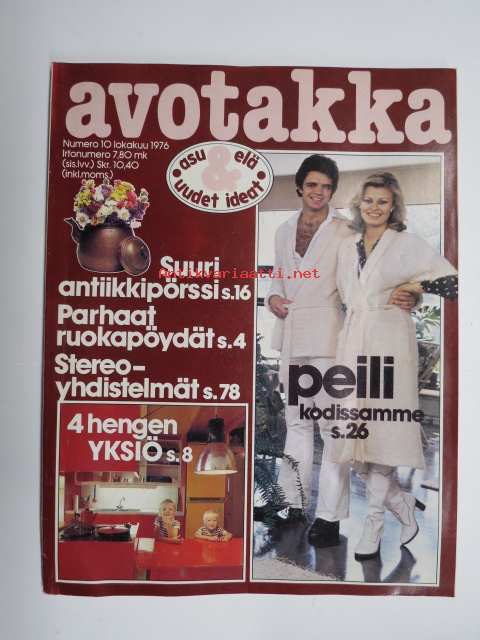 avotakka
Numero 10 lokakuu 1976
Irtonumero 7,80 mk
(sis.lvv.) Skr. 10,40
(inkl.moms.)
asu & elä
uudet ideat
Suuri
antiikkipörssi s.16
Antikvariaatti.net
Parhaat
ruokapöydät s.4
Stereo-
yhdistelmät s.78
4 hengen
YKSIÖ s.8
peili
kodissamme
s.26